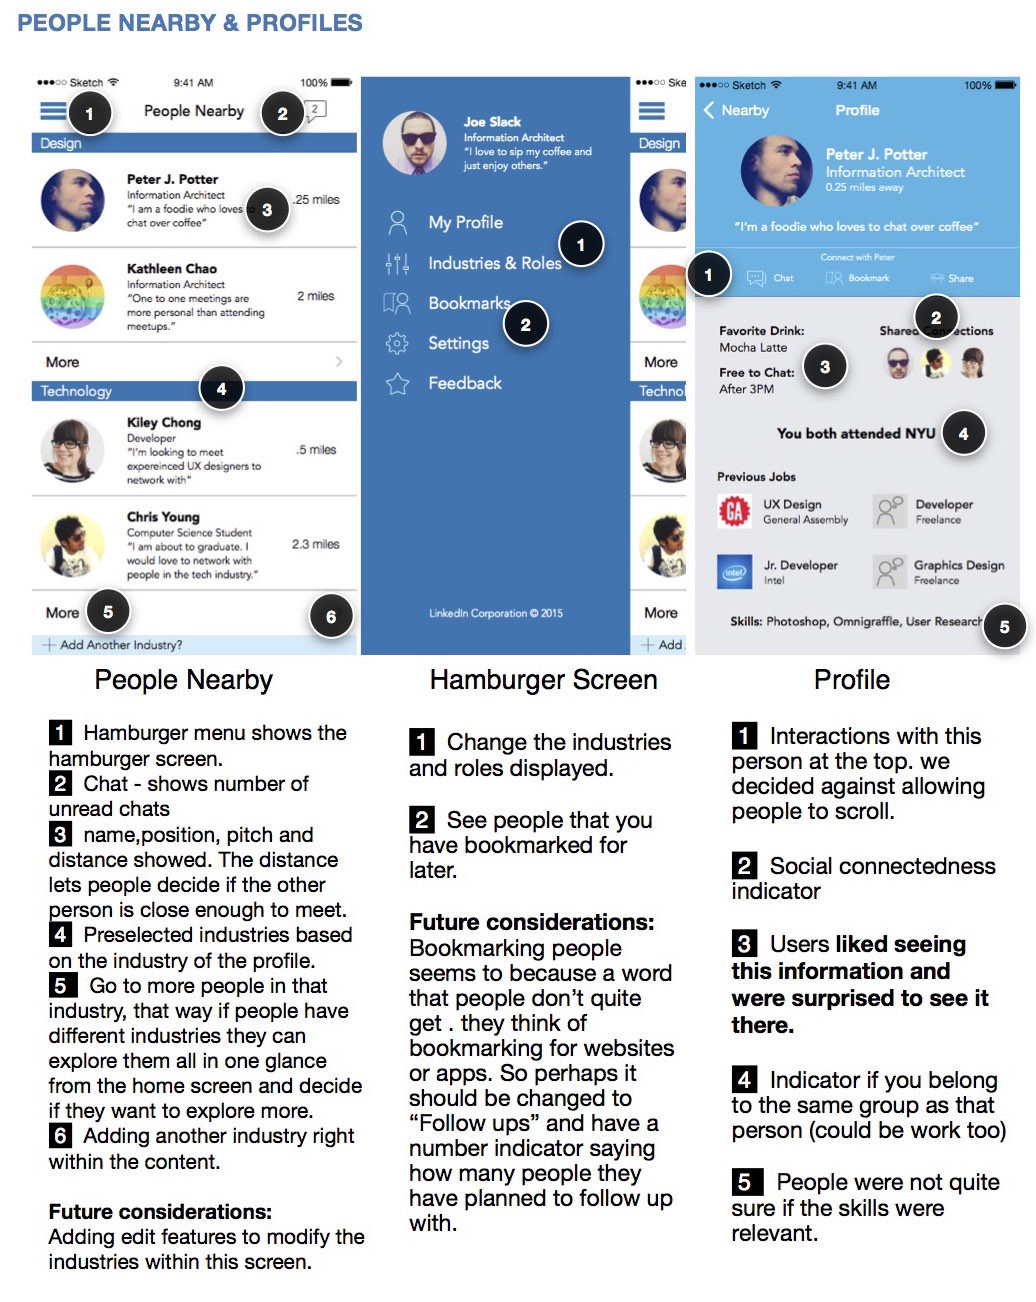 PEOPLE NEARBY & PROFILES
Sketch 9:41 AM 100%
1 People Nearby 2 2
Design
Peter J. Potter
Information Architect
"I am a foodie who loves
chat over coffee"
3 .25 miles
Kathleen Chao
Information Architect
"One to one meetings are
more personal than attending
meetups."
2 miles
More
Technology 4
Kiley Chong
Developer
"I'm looking to meet
expereinced UX designers to
network with"
.5 miles
Chris Young
Computer Science Student
"I am about to graduate. I
would love to network with
people in the tech industry."
2.3 miles
More 5 6
+ Add Another Industry?
Joe Slack
Information Architect
"I love to sip my coffee and
just enjoy others."
My Profile
1
Industries & Roles
Bookmarks
2
Settings
Feedback
LinkedIn Corporation © 2015
Ske
Design
More
Technol
More
+ Add
Sketch 9:41 AM 100%
Nearby Profile
Peter J. Potter
Information Architect
0.25 miles away
"I'm a foodie who loves to chat over coffee"
Connect with Peter
1 Chat Bookmark Share
2
Favorite Drink:
Mocha Latte
Free to Chat:
After 3PM
3
Shared Connections
You both attended NYU 4
Previous Jobs
GA UX Design
General Assembly
Developer
Freelance
intel Jr. Developer
Intel
Graphics Design
Freelance
Skills: Photoshop, Omnigraffle, User Research 5
People Nearby
1 Hamburger menu shows the
hamburger screen.
2 Chat - shows number of
unread chats
3 name,position, pitch and
distance showed. The distance
lets people decide if the other
person is close enough to meet.
4 Preselected industries based
on the industry of the profile.
5 Go to more people in that
industry, that way if people have
different industries they can
explore them all in one glance
from the home screen and decide
if they want to explore more.
6 Adding another industry right
within the content.
Future considerations:
Adding edit features to modify the
industries within this screen.
Hamburger Screen
1 Change the industries
and roles displayed.
2 See people that you
have bookmarked for
later.
Future considerations:
Bookmarking people
seems to because a word
that people don't quite
get . they think of
bookmarking for websites
or apps. So perhaps it
should be changed to
"Follow ups" and have a
number indicator saying
how many people they
have planned to follow up
with.
Profile
1 Interactions with this
person at the top. we
decided against allowing
people to scroll.
2 Social connectedness
indicator
3 Users liked seeing
this information and
were surprised to see it
there.
4 Indicator if you belong
to the same group as that
person (could be work too)
5 People were not quite
sure if the skills were
relevant.